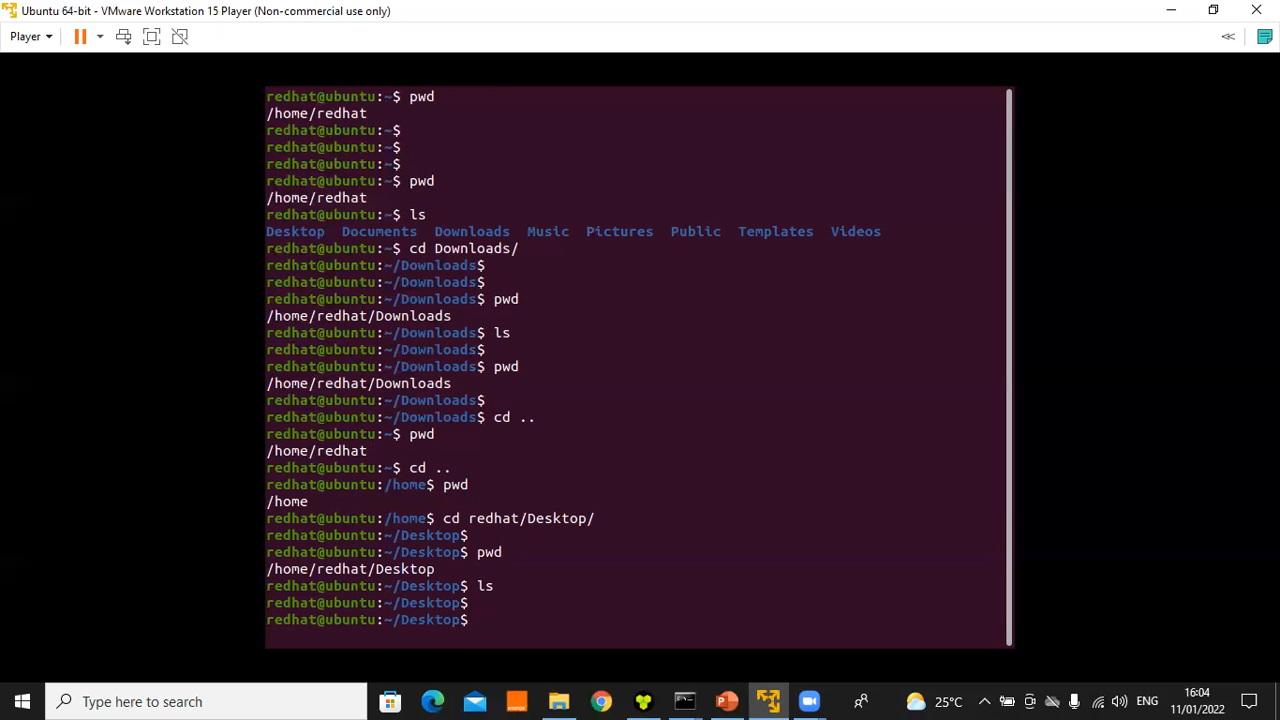 Ubuntu 64-bit - VMware Workstation 15 Player (Non-commercial use only)
Player
redhat@ubuntu:~$ pwd
/home/redhat
redhat@ubuntu:~$
redhat@ubuntu:~$
redhat@ubuntu:~$
redhat@ubuntu:~$ pwd
/home/redhat
redhat@ubuntu:~$ ls
Desktop  Documents  Downloads  Music  Pictures  Public  Templates  Videos
redhat@ubuntu:~$ cd Downloads/
redhat@ubuntu:~/Downloads$
redhat@ubuntu:~/Downloads$
redhat@ubuntu:~/Downloads$ pwd
/home/redhat/Downloads
redhat@ubuntu:~/Downloads$ ls
redhat@ubuntu:~/Downloads$
redhat@ubuntu:~/Downloads$ pwd
/home/redhat/Downloads
redhat@ubuntu:~/Downloads$
redhat@ubuntu:~/Downloads$ cd ..
redhat@ubuntu:~$ pwd
/home/redhat
redhat@ubuntu:~$ cd ..
redhat@ubuntu:/home$ pwd
/home
redhat@ubuntu:/home$ cd redhat/Desktop/
redhat@ubuntu:~/Desktop$
redhat@ubuntu:~/Desktop$ pwd
/home/redhat/Desktop
redhat@ubuntu:~/Desktop$ ls
redhat@ubuntu:~/Desktop$
redhat@ubuntu:~/Desktop$
Type here to search
25°C
ENG
16:04
11/01/2022